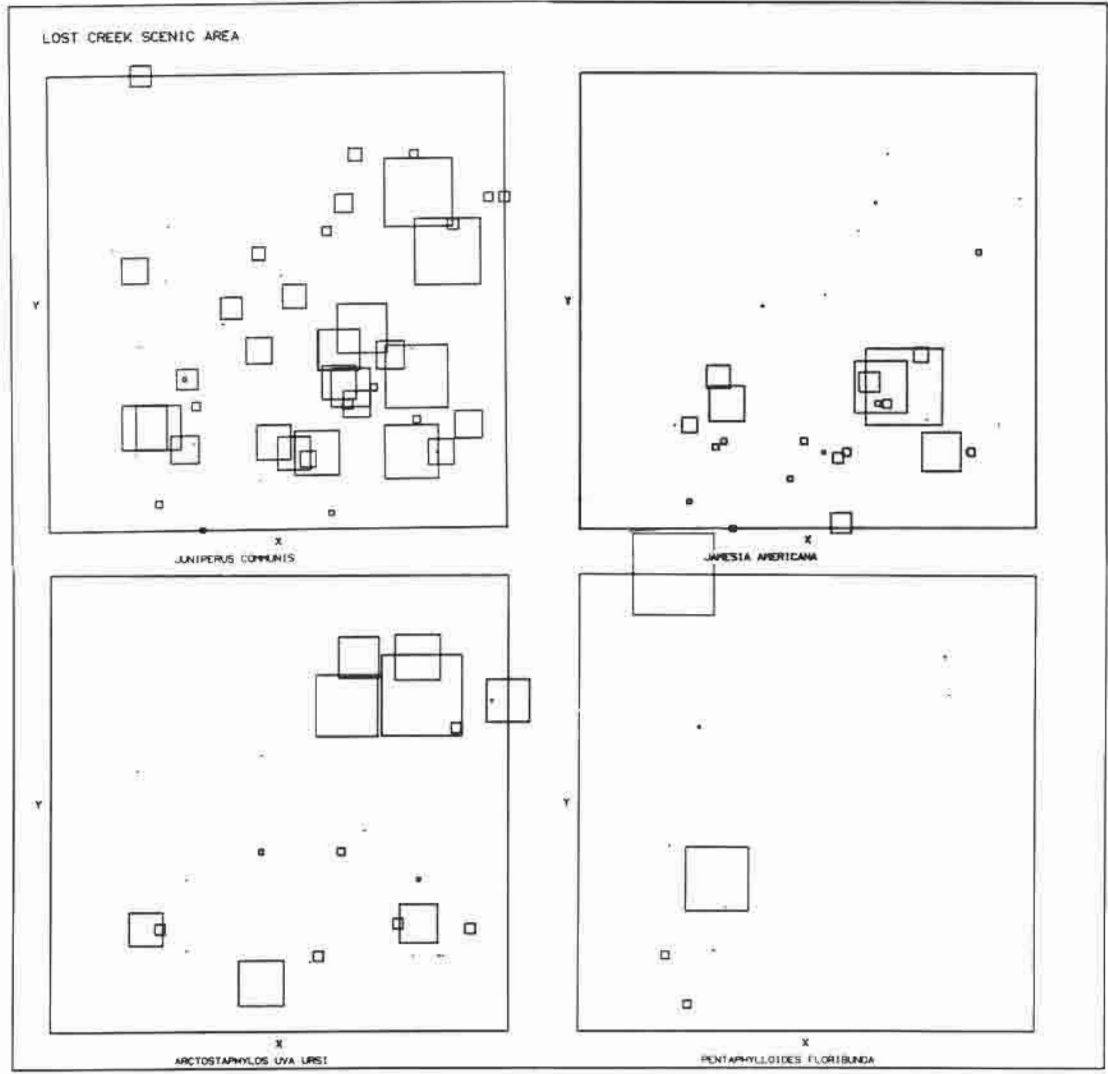 LOST CREEK SCENIC AREA
Y
X
JUNIPERUS COMMUNIS
Y
X
JAMESIA AMERICANA
Y
X
ARCTOSTAPHYLOS UVA URSI
Y
X
PENTAPHYLLOIDES FLORIBUNDA